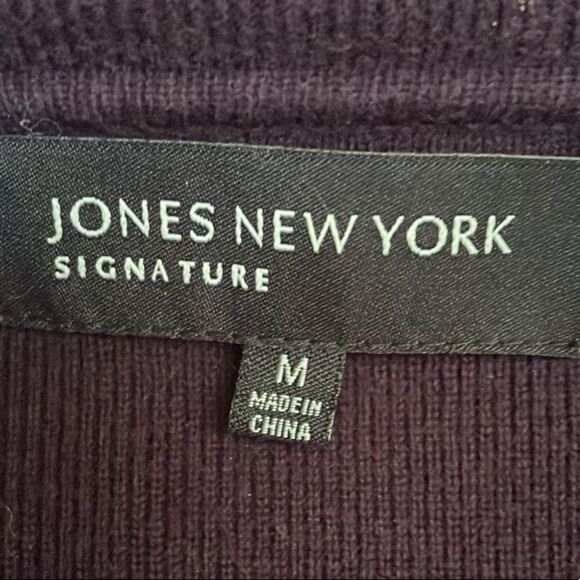 JONES NEW YORK
SIGNATURE
M
MADE IN
CHINA